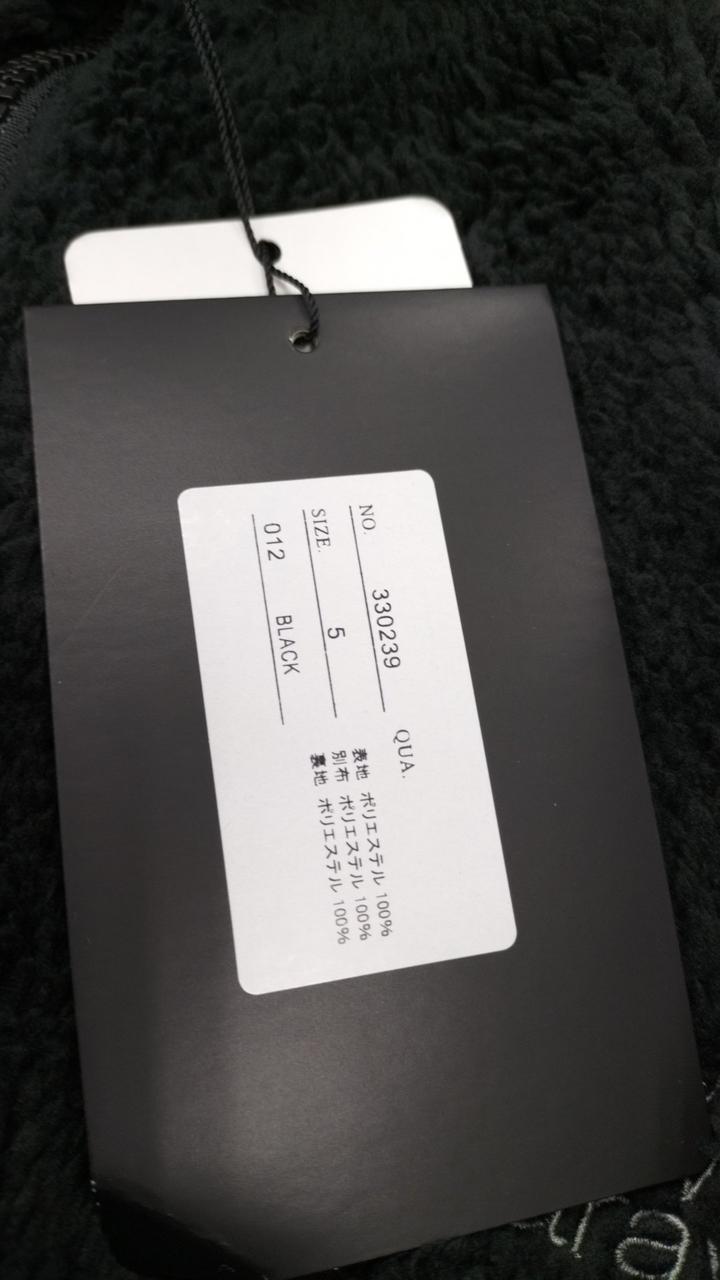 NO. 330239
SIZE. 5
012 BLACK
QUA.
表地 ポリエステル 100%
別布 ポリエステル 100%
裏地 ポリエステル 100%